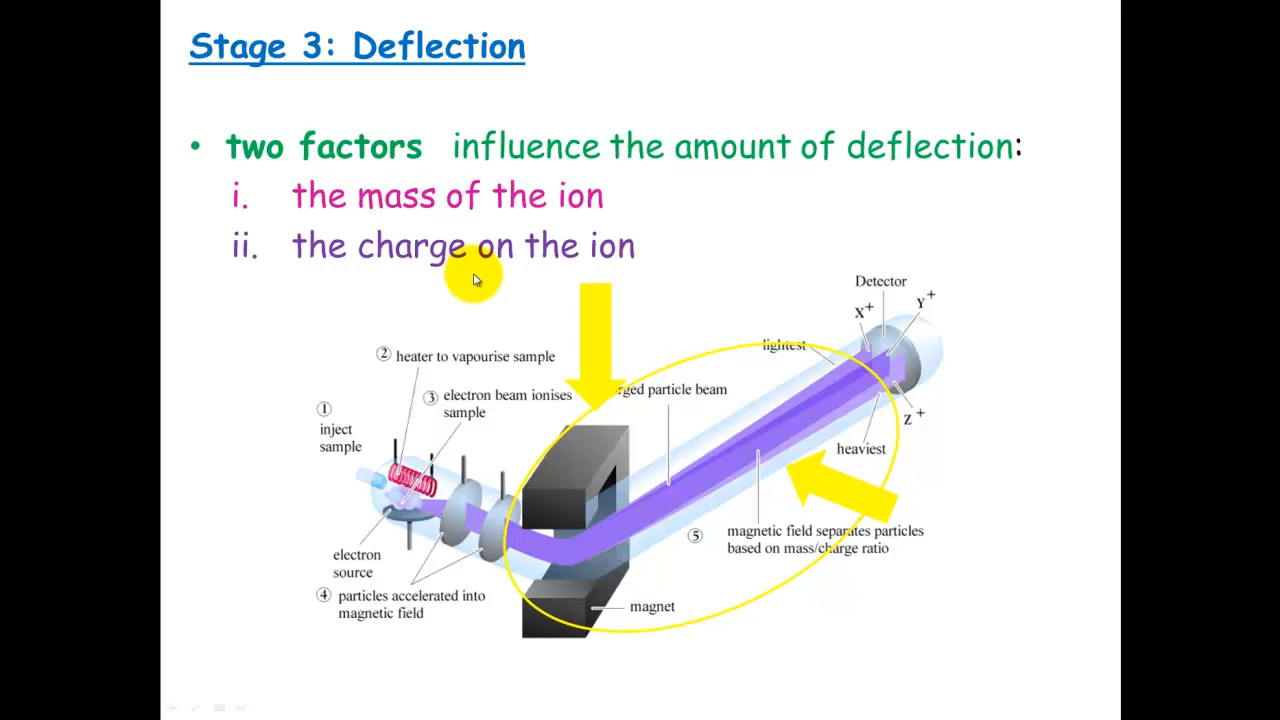 Stage 3: Deflection
• two factors influence the amount of deflection:
i. the mass of the ion
ii. the charge on the ion
Detector
X+
Y+
lightest
② heater to vapourise sample
③ electron beam ionises
sample
rged particle beam
①
inject
sample
Z+
heaviest
⑤ magnetic field separates particles
based on mass/charge ratio
electron
source
④ particles accelerated into
magnetic field
magnet